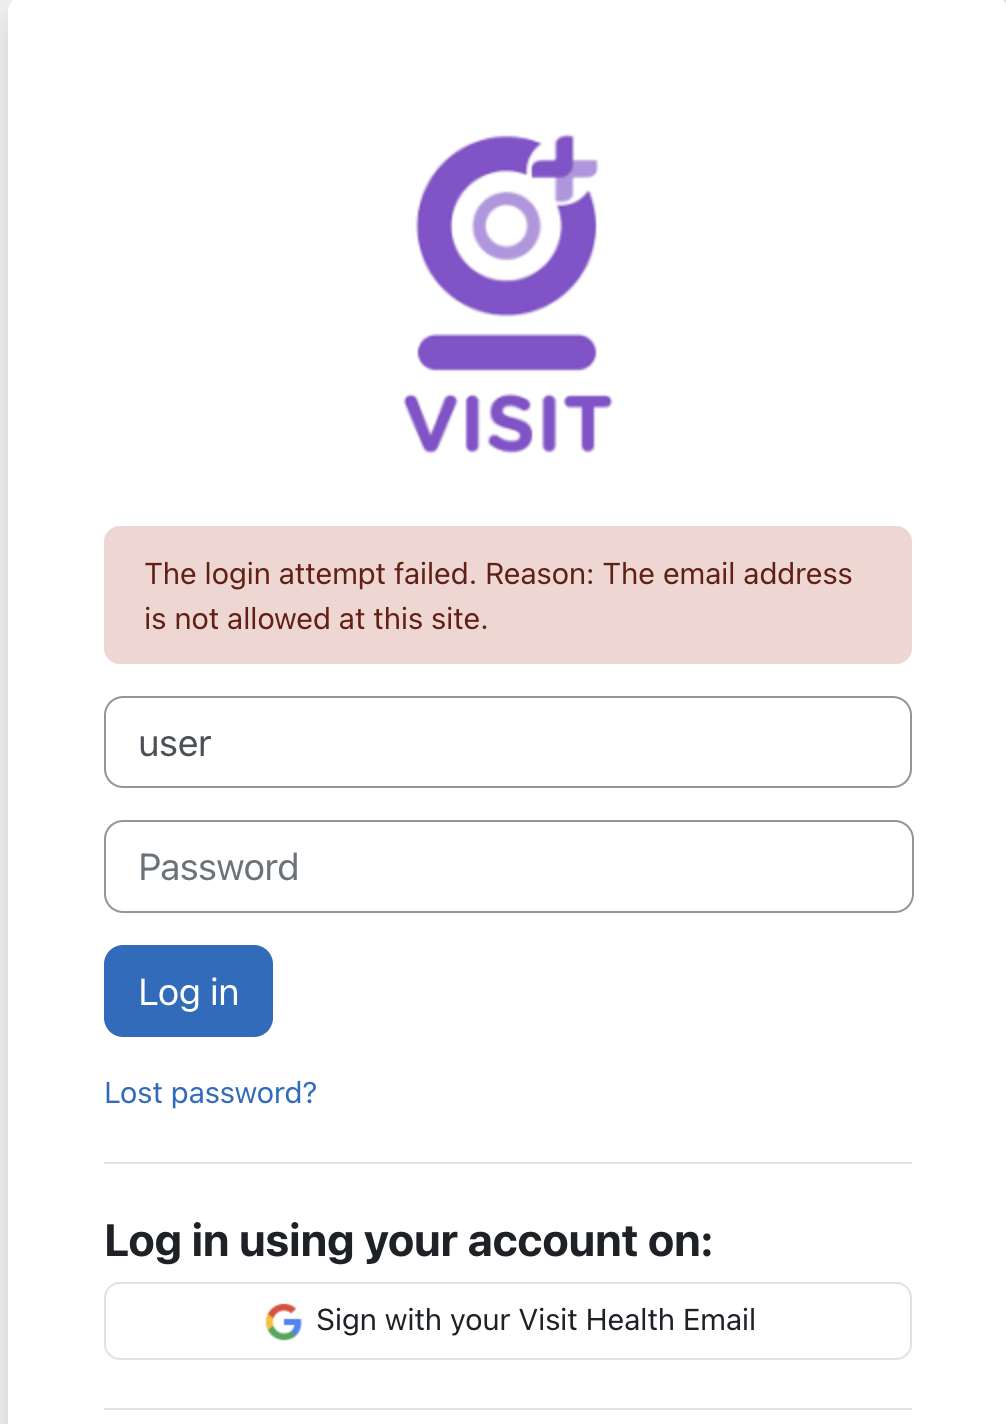 VISIT
The login attempt failed. Reason: The email address
is not allowed at this site.
user
Password
Log in
Lost password?
Log in using your account on:
Sign with your Visit Health Email